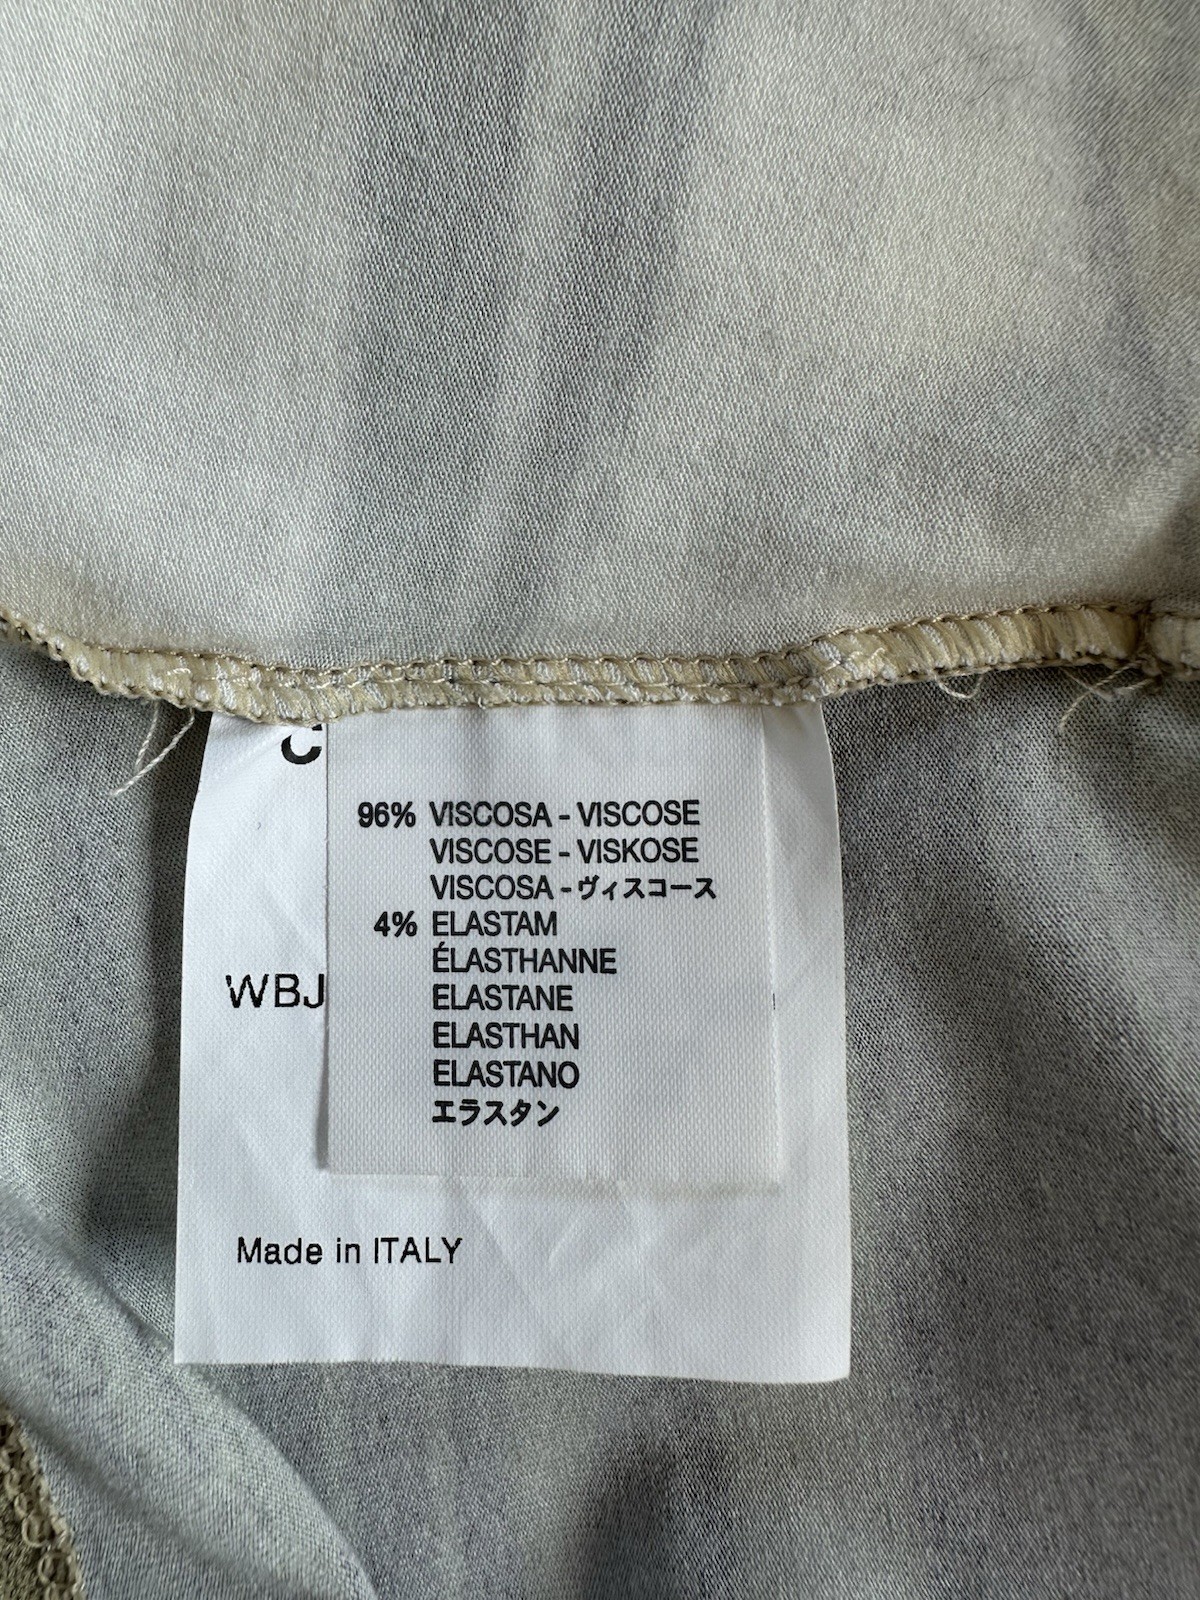 C
96% VISCOSA - VISCOSE
VISCOSE - VISKOSE
VISCOSA - ヴィスコース
4% ELASTAM
ÉLASTHANNE
ELASTANE
ELASTHAN
ELASTANO
エラスタン
WBJ
Made in ITALY